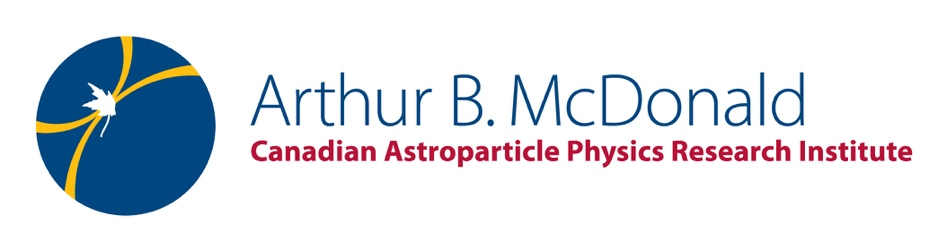 Arthur B. McDonald
Canadian Astroparticle Physics Research Institute